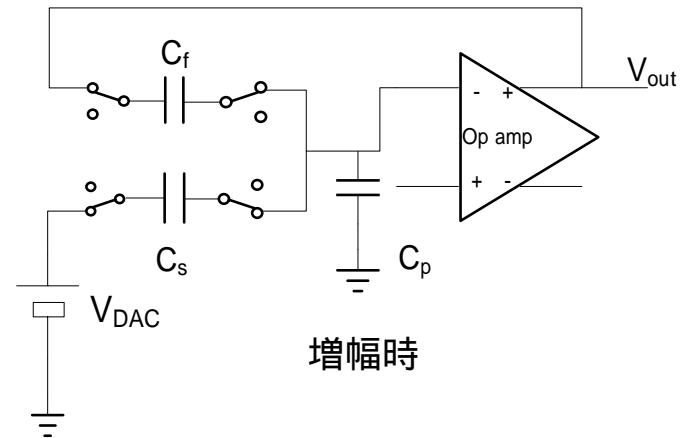 Cf
Vout
- +
Op amp
+ -
Cs
Cp
VDAC
増幅時